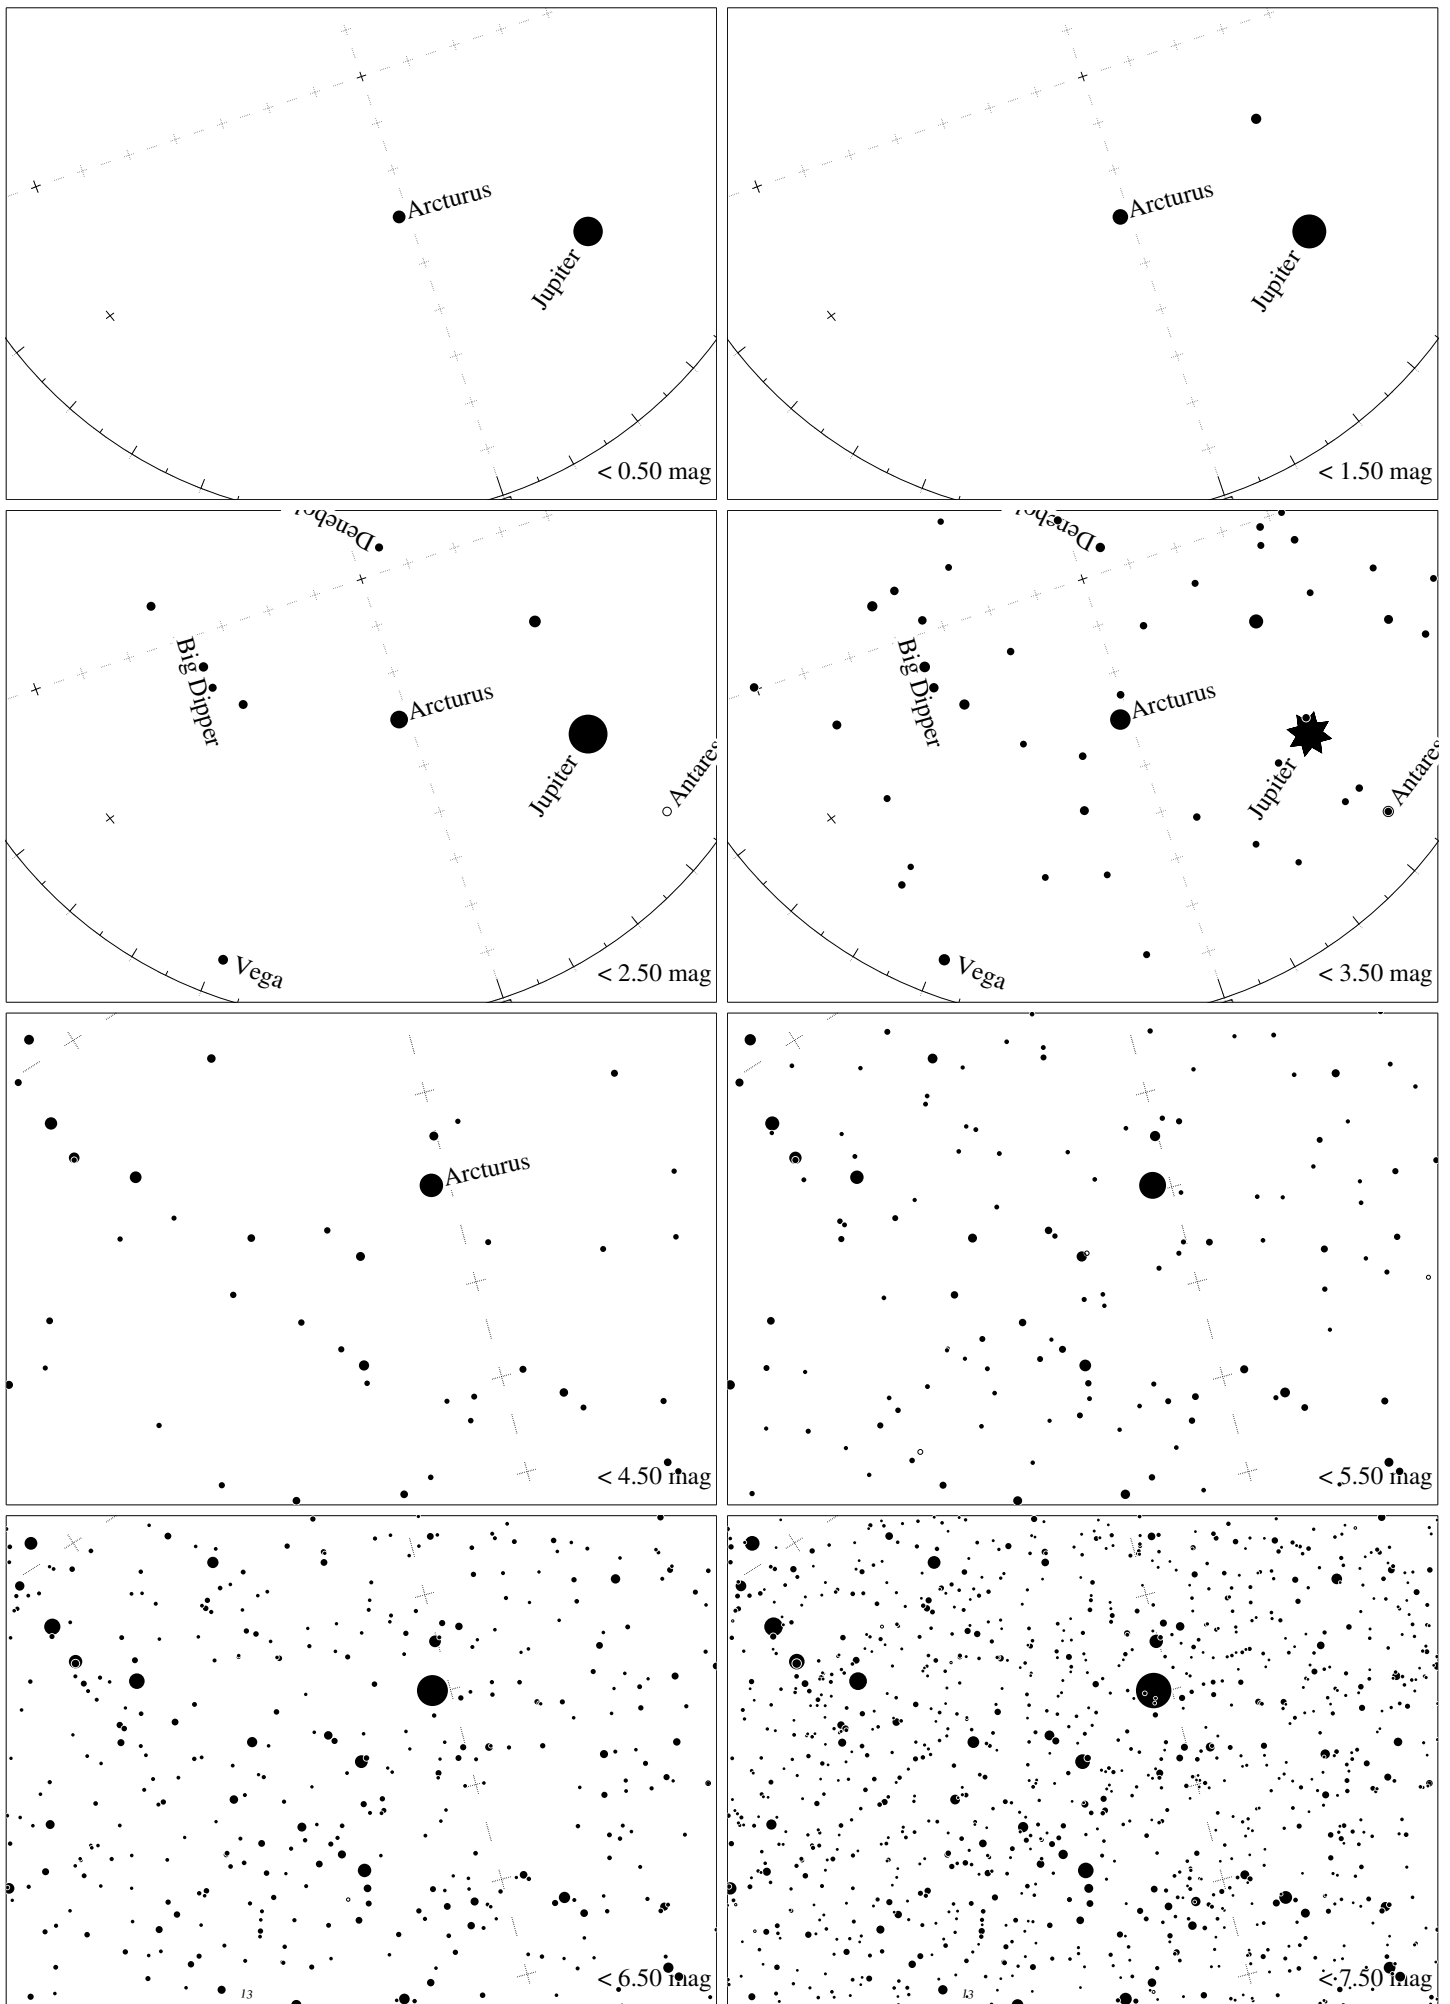 Arcturus
Jupiter
< 0.50 mag
Arcturus
Jupiter
< 1.50 mag
Big Dipper
Arcturus
Jupiter
Antares
Vega
< 2.50 mag
Big Dipper
Arcturus
Jupiter
Antares
Vega
< 3.50 mag
Arcturus
< 4.50 mag
< 5.50 mag
13
< 6.50 mag
13
< 7.50 mag